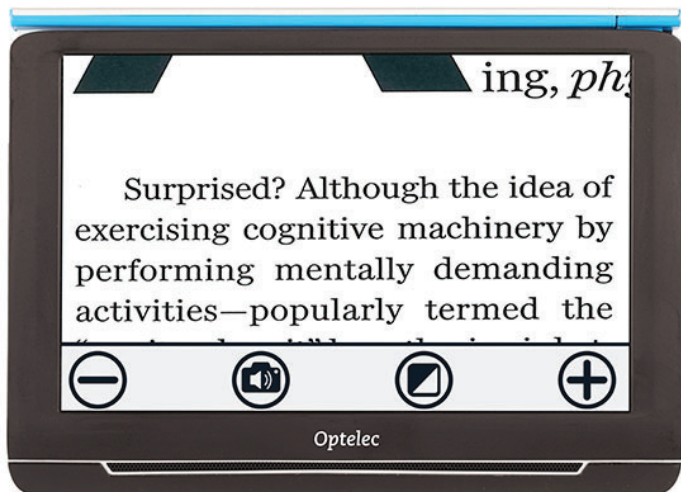 ing,
Surprised? Although the idea of
exercising cognitive machinery by
performing mentally demanding
activities—popularly termed the
Optelec